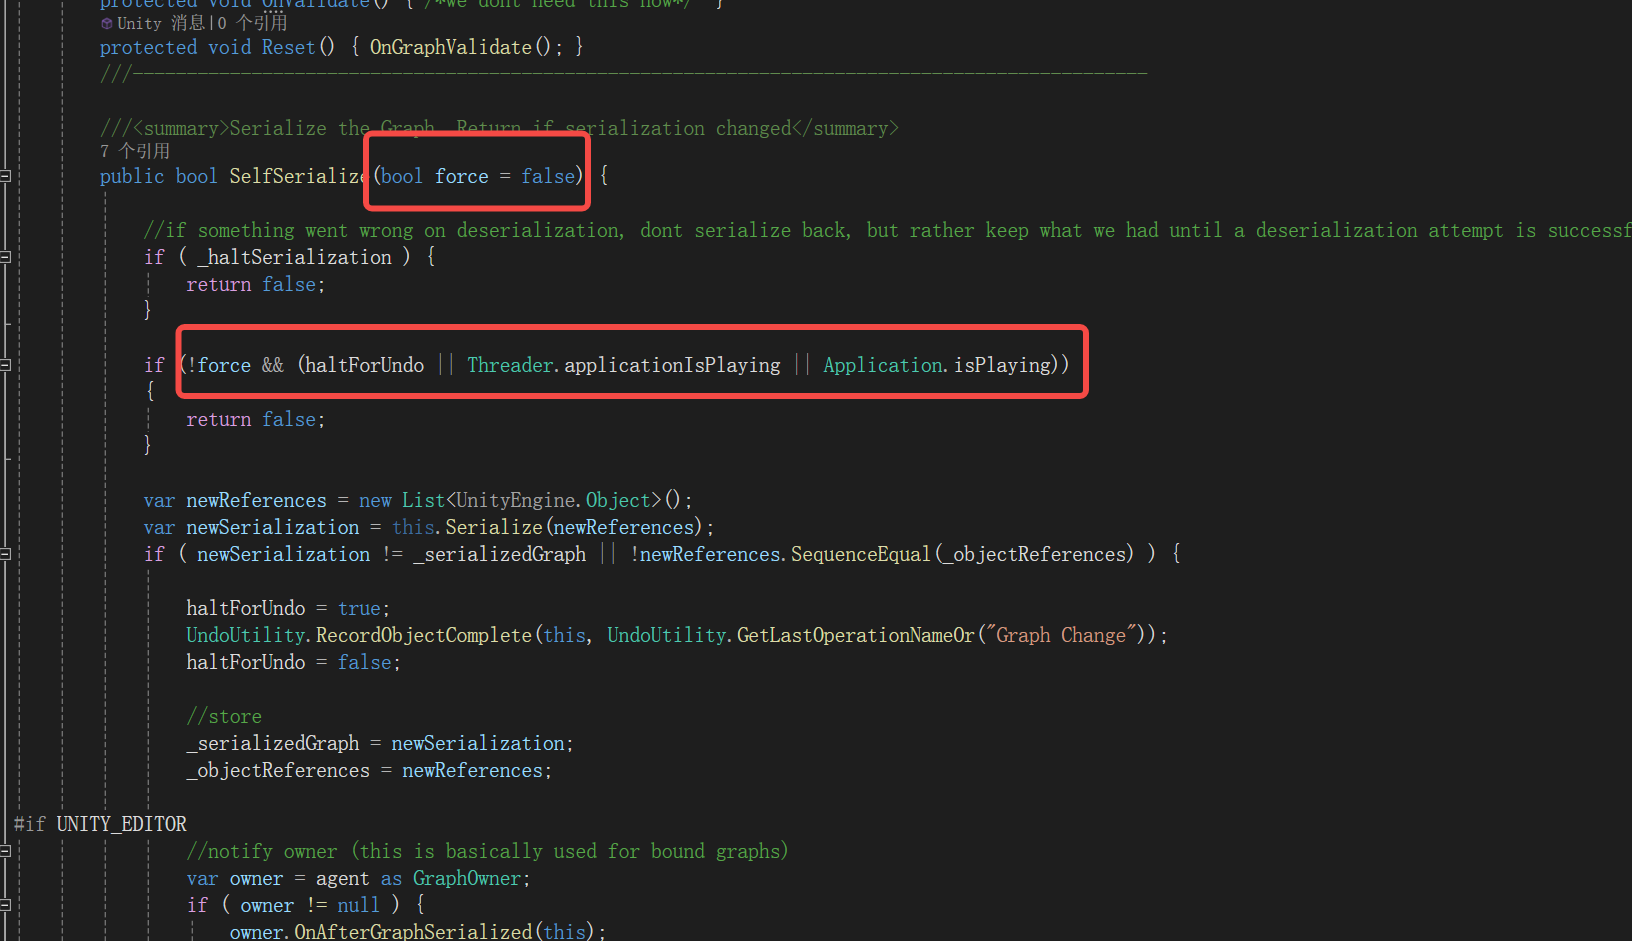 protected void OnValidate() { /*we dont need this now*/  }
Unity 消息|0 个引用
protected void Reset() { OnGraphValidate(); }
///----------------------------------------------------------------------------------------------
///<summary>Serialize the Graph. Return if serialization changed</summary>
7 个引用
public bool SelfSerialize(bool force = false) {
//if something went wrong on deserialization, dont serialize back, but rather keep what we had until a deserialization attempt is successf
if ( _haltSerialization ) {
return false;
}
if (!force && (haltForUndo || Threader.applicationIsPlaying || Application.isPlaying))
{
return false;
}
var newReferences = new List<UnityEngine.Object>();
var newSerialization = this.Serialize(newReferences);
if ( newSerialization != _serializedGraph || !newReferences.SequenceEqual(_objectReferences) ) {
haltForUndo = true;
UndoUtility.RecordObjectComplete(this, UndoUtility.GetLastOperationNameOr("Graph Change"));
haltForUndo = false;
//store
_serializedGraph = newSerialization;
_objectReferences = newReferences;
#if UNITY_EDITOR
//notify owner (this is basically used for bound graphs)
var owner = agent as GraphOwner;
if ( owner != null ) {
owner.OnAfterGraphSerialized(this);